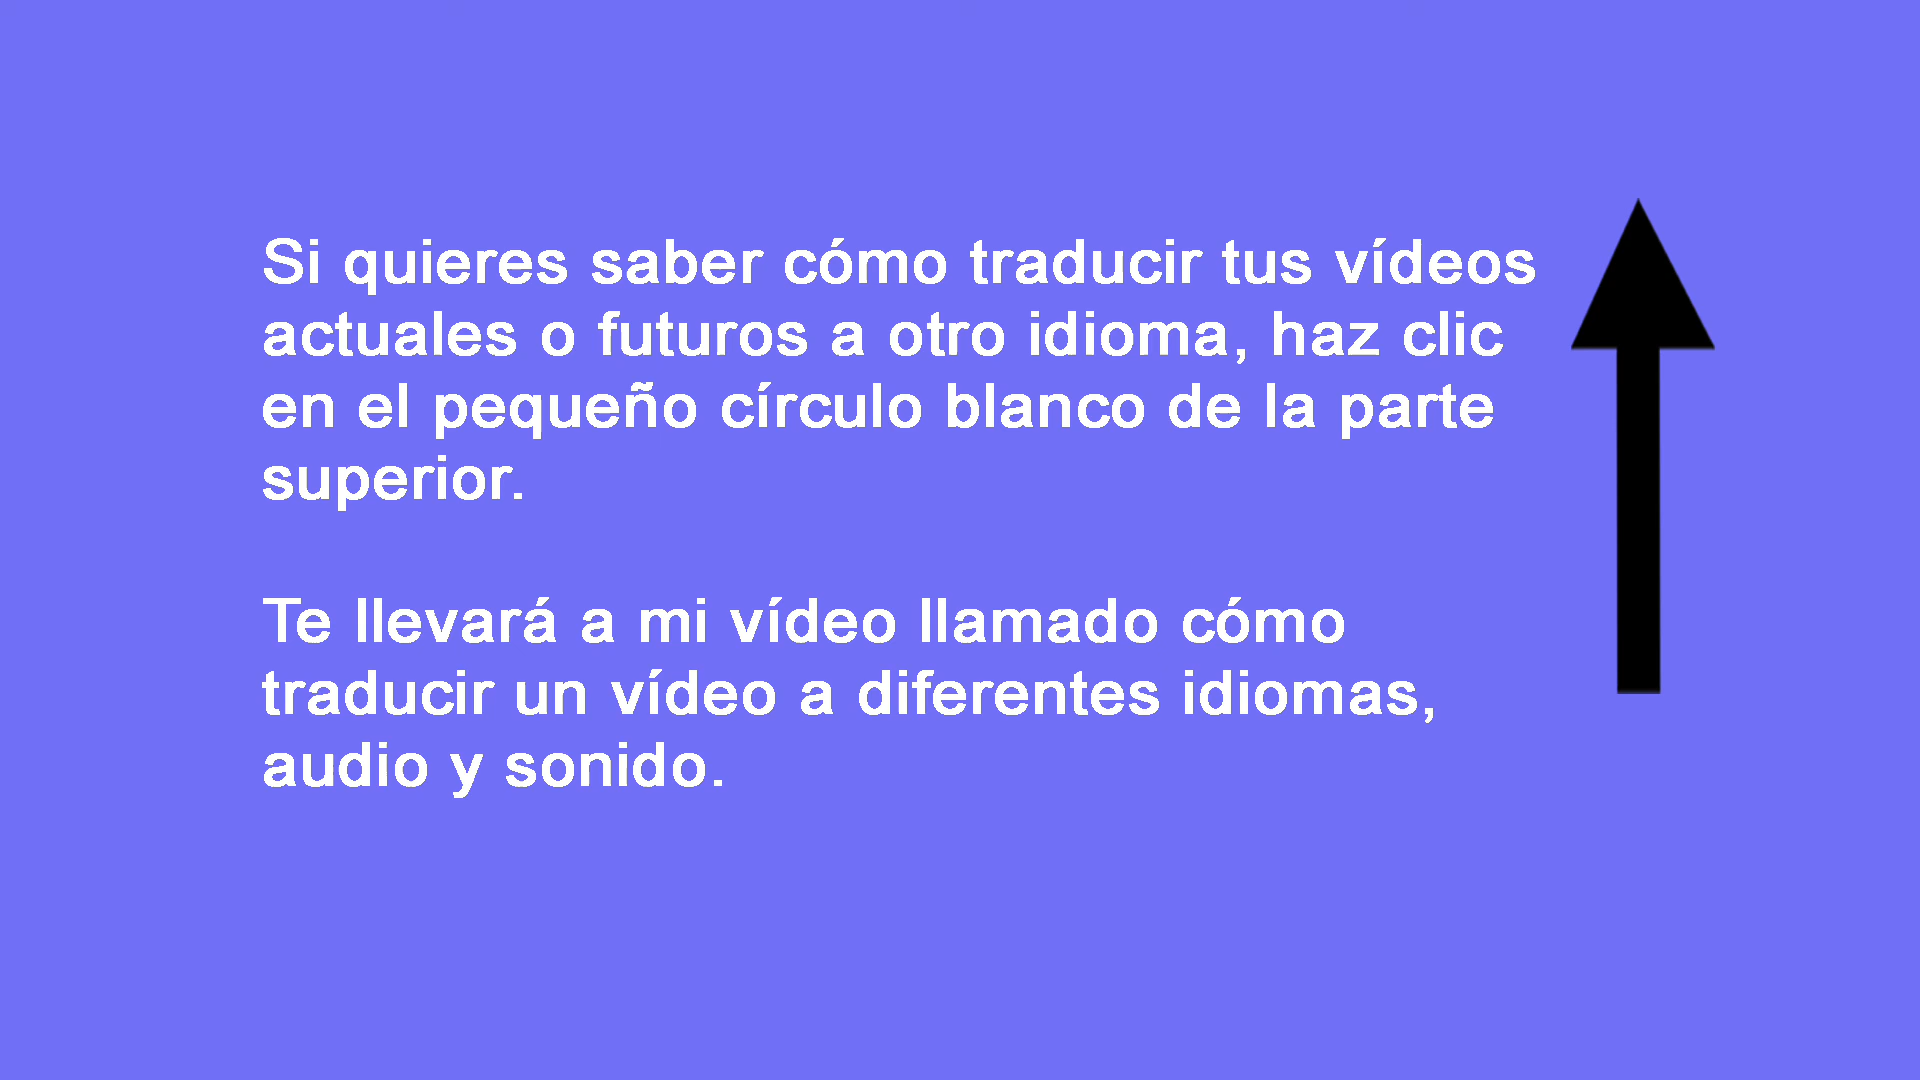 Si quieres saber cómo traducir tus vídeos
actuales o futuros a otro idioma, haz clic
en el pequeño círculo blanco de la parte
superior.
Te llevará a mi vídeo llamado cómo
traducir un vídeo a diferentes idiomas,
audio y sonido.